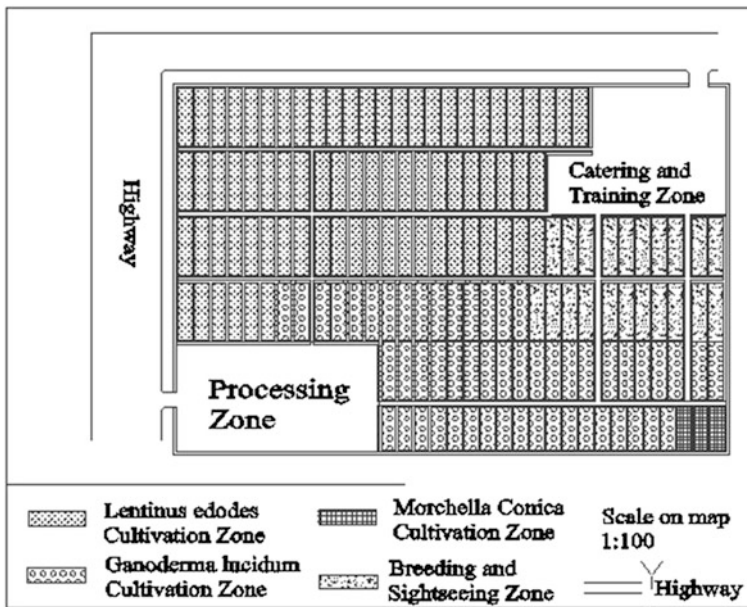 Highway
Catering and
Training Zone
Processing
Zone
Lentinus edodes
Cultivation Zone
Morchella Conica
Cultivation Zone
Scale on map
1:100
Ganoderma lucidum
Cultivation Zone
Breeding and
Sightseeing Zone
Highway